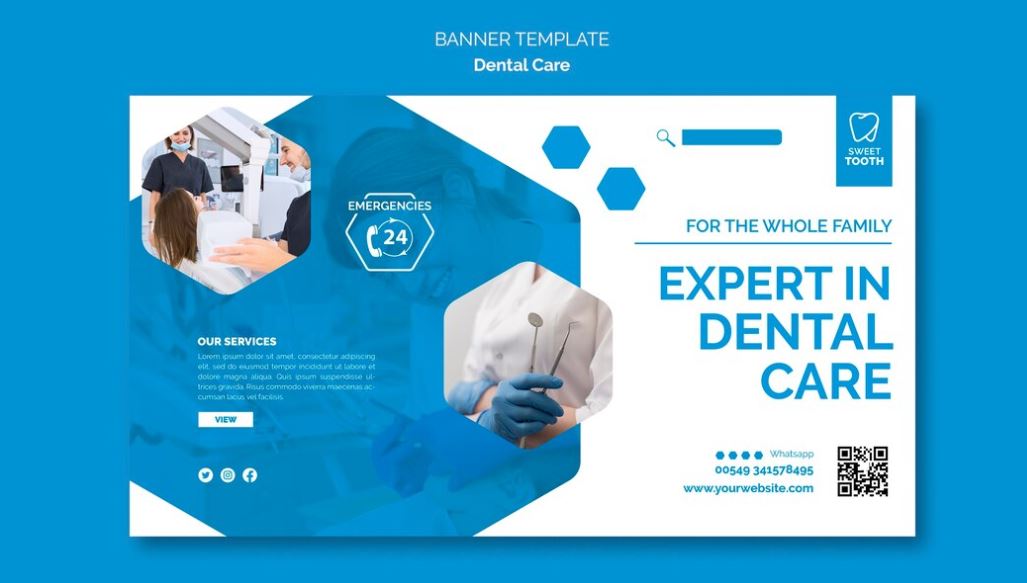 BANNER TEMPLATE
Dental Care
SWEET
TOOTH
EMERGENCIES
24
FOR THE WHOLE FAMILY
EXPERT IN
DENTAL
CARE
OUR SERVICES
Lorem ipsum dolor sit amet, consectetur adipiscing
elit, sed do eiusmod tempor incididunt ut labore et
dolore magna aliqua. Quis ipsum suspendisse ul-
trices gravida. Risus commodo viverra maecenas ac-
cumsan lacus vel facilisis.
VIEW
Whatsapp
00549 341578495
www.yourwebsite.com